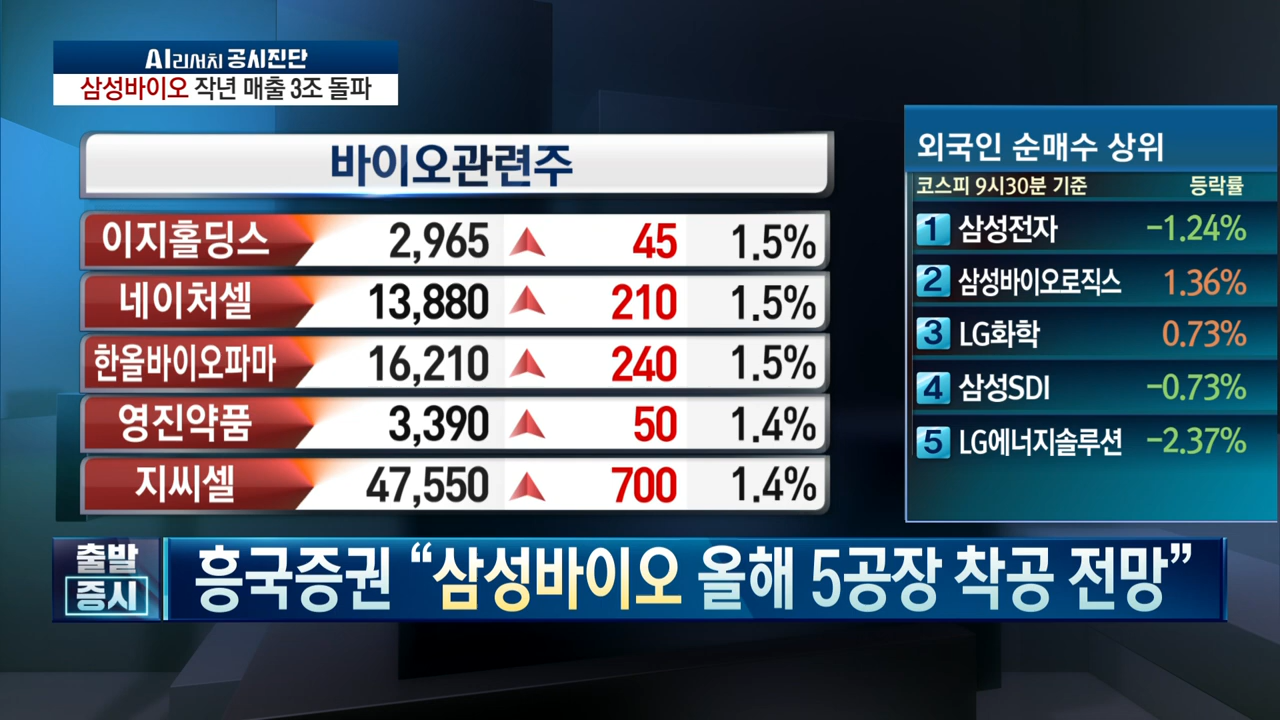 AI리서치 공시진단
삼성바이오 작년 매출 3조 돌파
바이오관련주
이지홀딩스 2,965 ▲ 45 1.5%
네이처셀 13,880 ▲ 210 1.5%
한올바이오파마 16,210 ▲ 240 1.5%
영진약품 3,390 ▲ 50 1.4%
지씨셀 47,550 ▲ 700 1.4%
외국인 순매수 상위
코스피 9시30분 기준 등락률
1 삼성전자 -1.24%
2 삼성바이오로직스 1.36%
3 LG화학 0.73%
4 삼성SDI -0.73%
5 LG에너지솔루션 -2.37%
출발
증시
흥국증권 “삼성바이오 올해 5공장 착공 전망”